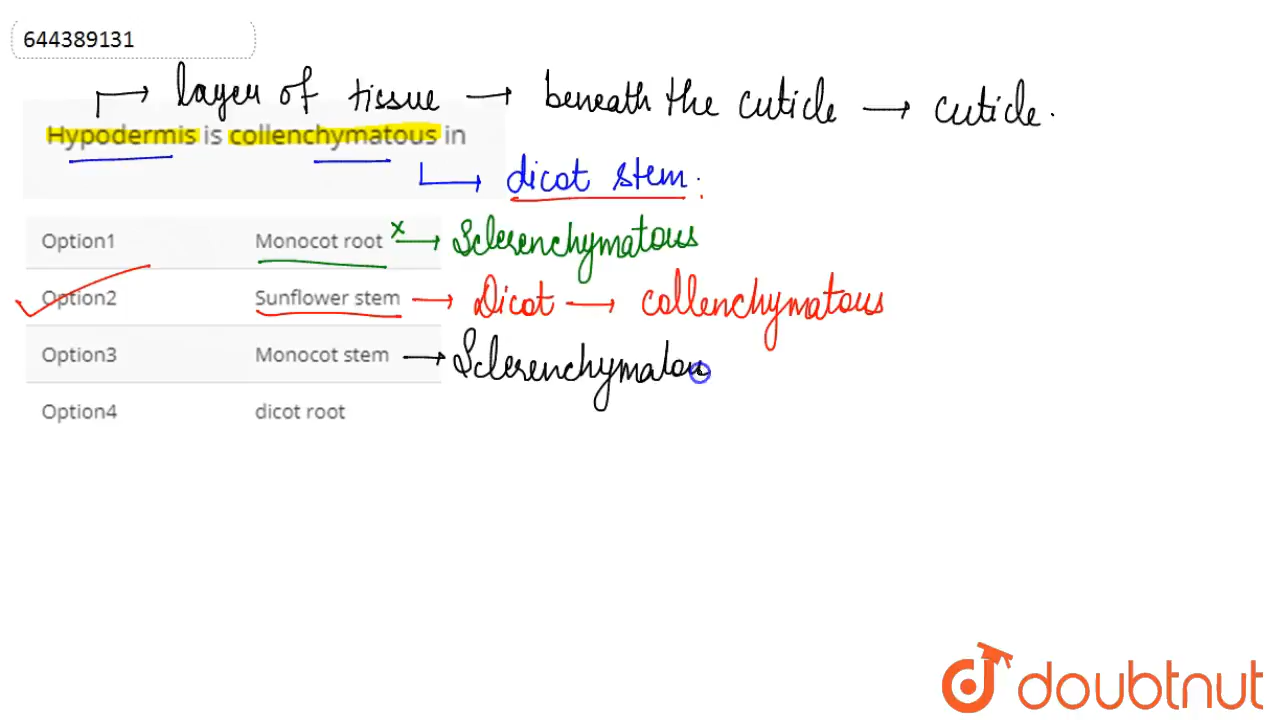 644389131
layer of tissue → beneath the cuticle → cuticle.
Hypodermis is collenchymatous in
dicot stem.
Option1 Monocot root x → Sclerenchymatous
Option2 Sunflower stem → Dicot → collenchymatous
Option3 Monocot stem → Sclerenchymatou
Option4 dicot root
doubtnut